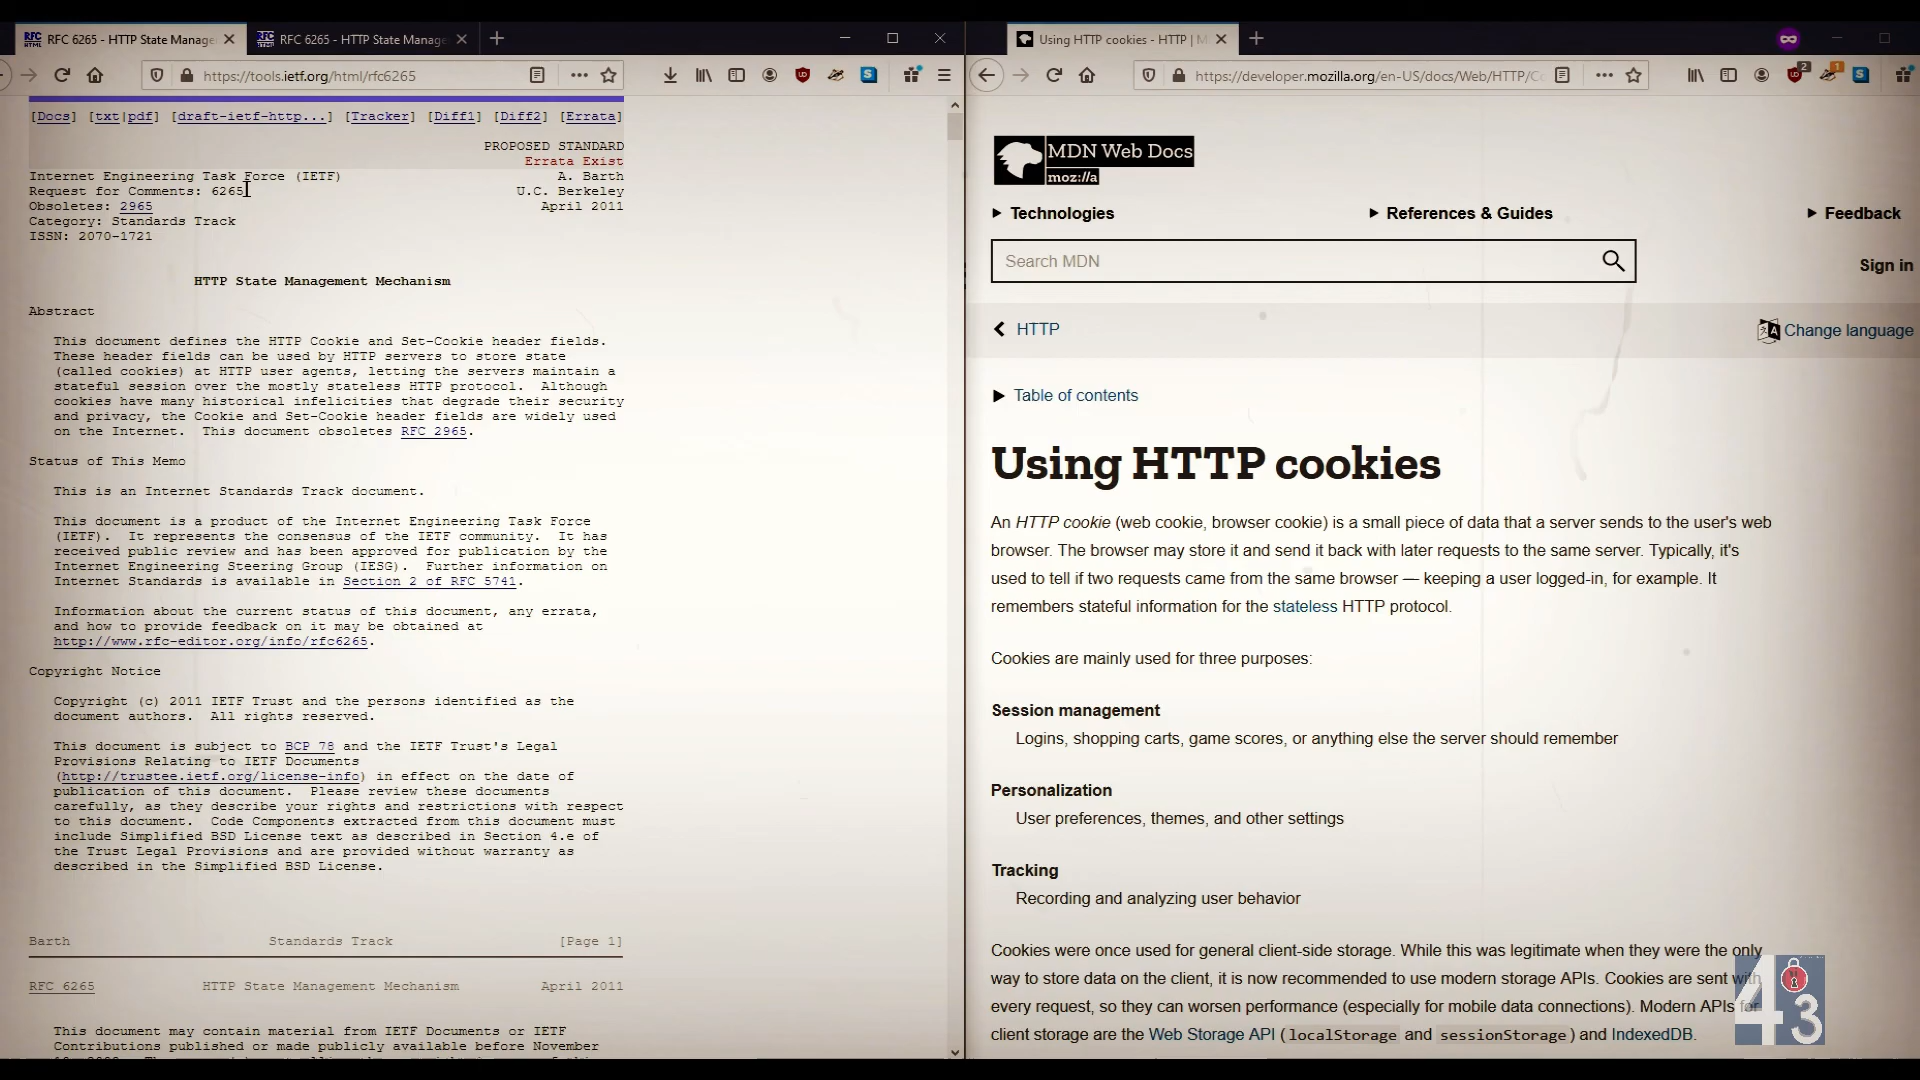 RFC 6265 - HTTP State Manage
RFC 6265 - HTTP State Manage
https://tools.ietf.org/html/rfc6265
[Docs] [txt|pdf] [draft-ietf-http...] [Tracker] [Diff1] [Diff2] [Errata]
PROPOSED STANDARD
Errata Exist
Internet Engineering Task Force (IETF) A. Barth
Request for Comments: 6265 U.C. Berkeley
Obsoletes: 2965 April 2011
Category: Standards Track
ISSN: 2070-1721
HTTP State Management Mechanism
Abstract
This document defines the HTTP Cookie and Set-Cookie header fields.
These header fields can be used by HTTP servers to store state
(called cookies) at HTTP user agents, letting the servers maintain a
stateful session over the mostly stateless HTTP protocol. Although
cookies have many historical infelicities that degrade their security
and privacy, the Cookie and Set-Cookie header fields are widely used
on the Internet. This document obsoletes RFC 2965.
Status of This Memo
This is an Internet Standards Track document.
This document is a product of the Internet Engineering Task Force
(IETF). It represents the consensus of the IETF community. It has
received public review and has been approved for publication by the
Internet Engineering Steering Group (IESG). Further information on
Internet Standards is available in Section 2 of RFC 5741.
Information about the current status of this document, any errata,
and how to provide feedback on it may be obtained at
http://www.rfc-editor.org/info/rfc6265.
Copyright Notice
Copyright (c) 2011 IETF Trust and the persons identified as the
document authors. All rights reserved.
This document is subject to BCP 78 and the IETF Trust's Legal
Provisions Relating to IETF Documents
(http://trustee.ietf.org/license-info) in effect on the date of
publication of this document. Please review these documents
carefully, as they describe your rights and restrictions with respect
to this document. Code Components extracted from this document must
include Simplified BSD License text as described in Section 4.e of
the Trust Legal Provisions and are provided without warranty as
described in the Simplified BSD License.
Barth Standards Track [Page 1]
RFC 6265 HTTP State Management Mechanism April 2011
This document may contain material from IETF Documents or IETF
Contributions published or made publicly available before November
Using HTTP cookies - HTTP | M
https://developer.mozilla.org/en-US/docs/Web/HTTP/Co
2
1
MDN Web Docs
moz://a
Technologies References & Guides Feedback
Search MDN
Sign in
HTTP
Change language
Table of contents
Using HTTP cookies
An HTTP cookie (web cookie, browser cookie) is a small piece of data that a server sends to the user's web
browser. The browser may store it and send it back with later requests to the same server. Typically, it's
used to tell if two requests came from the same browser — keeping a user logged-in, for example. It
remembers stateful information for the stateless HTTP protocol.
Cookies are mainly used for three purposes:
Session management
Logins, shopping carts, game scores, or anything else the server should remember
Personalization
User preferences, themes, and other settings
Tracking
Recording and analyzing user behavior
Cookies were once used for general client-side storage. While this was legitimate when they were the only
way to store data on the client, it is now recommended to use modern storage APIs. Cookies are sent with
every request, so they can worsen performance (especially for mobile data connections). Modern APIs for
client storage are the Web Storage API (localStorage and sessionStorage) and IndexedDB.
43